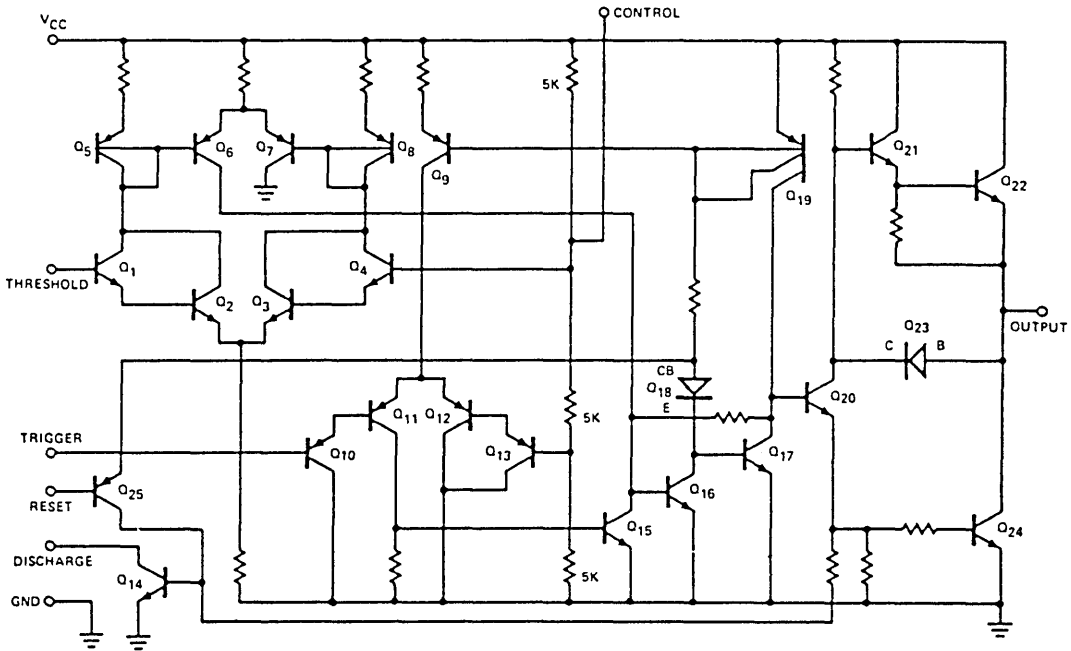 CONTROL
VCC
5K
Q5
Q6
Q7
Q8
Q9
Q19
Q21
Q22
Q1
Q2
Q3
Q4
THRESHOLD
OUTPUT
Q23
C
B
CB
Q18
E
Q20
Q11
Q12
5K
TRIGGER
Q10
Q13
Q17
Q25
Q16
RESET
Q15
Q24
DISCHARGE
Q14
5K
GND